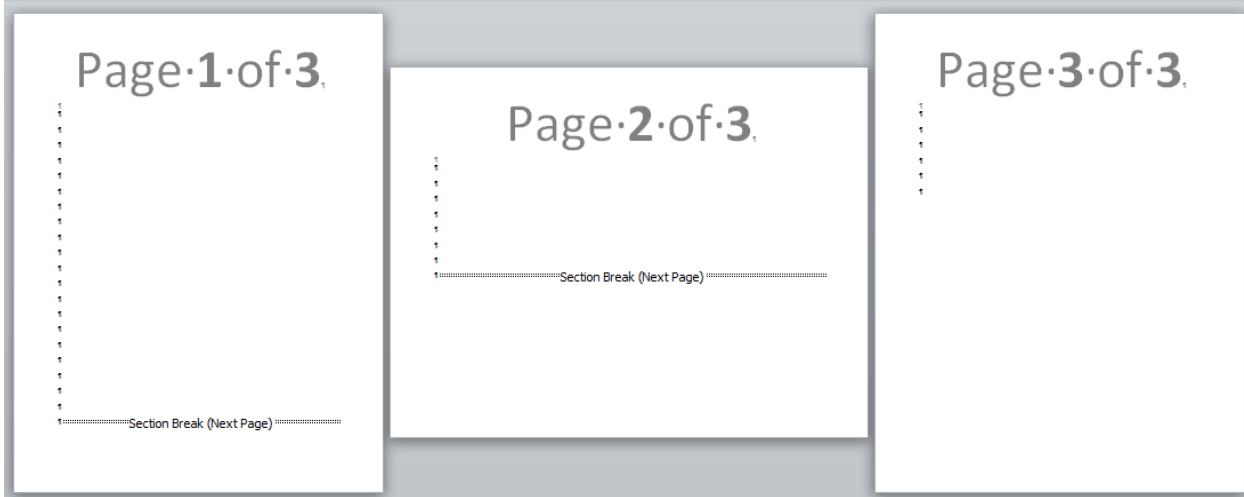 Page·1·of·3
Section Break (Next Page)
Page·2·of·3
Section Break (Next Page)
Page·3·of·3